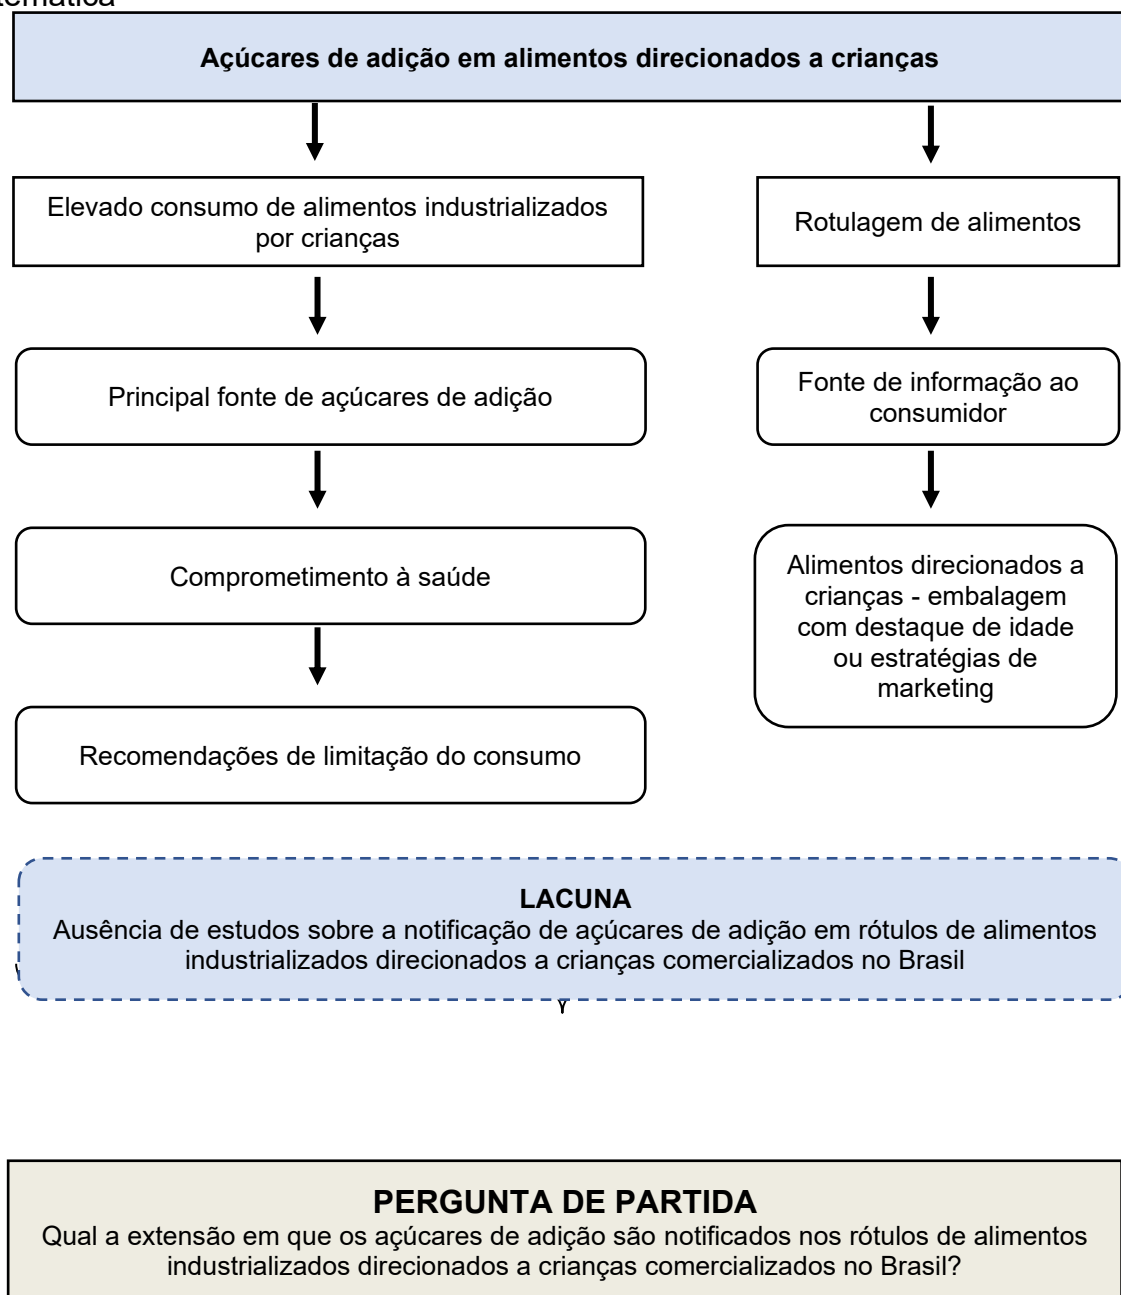 Açúcares de adição em alimentos direcionados a crianças
Elevado consumo de alimentos industrializados
por crianças
Rotulagem de alimentos
Principal fonte de açúcares de adição
Fonte de informação ao
consumidor
Comprometimento à saúde
Alimentos direcionados a
crianças - embalagem
com destaque de idade
ou estratégias de
marketing
Recomendações de limitação do consumo
LACUNA
Ausência de estudos sobre a notificação de açúcares de adição em rótulos de alimentos
industrializados direcionados a crianças comercializados no Brasil
PERGUNTA DE PARTIDA
Qual a extensão em que os açúcares de adição são notificados nos rótulos de alimentos
industrializados direcionados a crianças comercializados no Brasil?